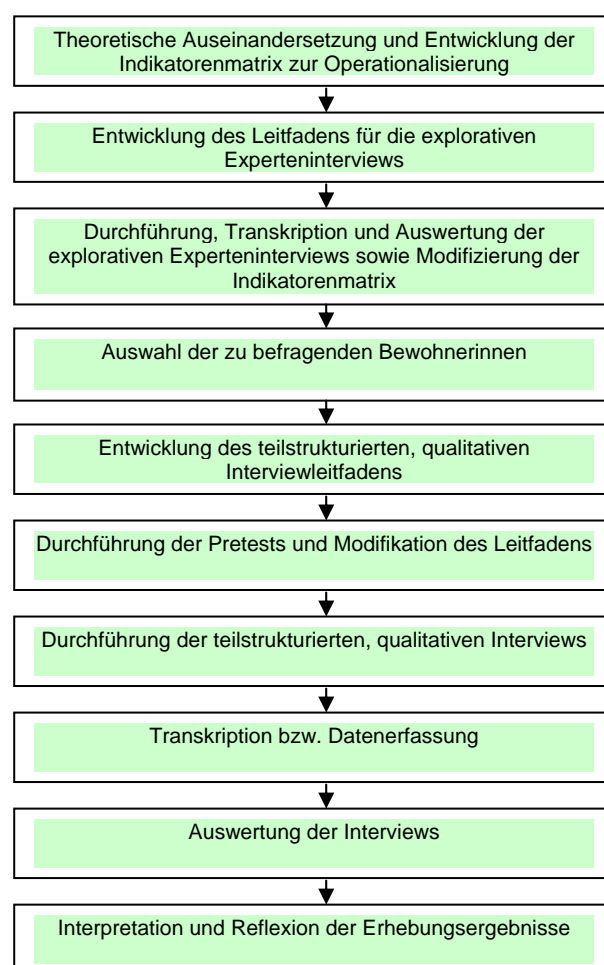 Theoretische Auseinandersetzung und Entwicklung der
Indikatorenmatrix zur Operationalisierung
Entwicklung des Leitfadens für die explorativen
Experteninterviews
Durchführung, Transkription und Auswertung der
explorativen Experteninterviews sowie Modifizierung der
Indikatorenmatrix
Auswahl der zu befragenden Bewohnerinnen
Entwicklung des teilstrukturierten, qualitativen
Interviewleitfadens
Durchführung der Pretests und Modifikation des Leitfadens
Durchführung der teilstrukturierten, qualitativen Interviews
Transkription bzw. Datenerfassung
Auswertung der Interviews
Interpretation und Reflexion der Erhebungsergebnisse